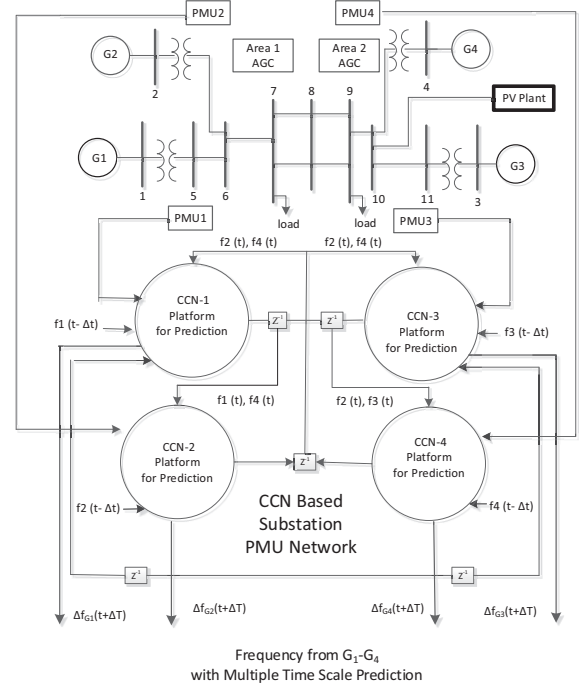 PMU2
PMU4
G2
2
Area 1
AGC
Area 2
AGC
4
G4
7
8
9
PV Plant
G1
1
5
6
10
11
3
G3
load
load
PMU1
PMU3
f2 (t), f4 (t)
f2 (t), f4 (t)
CCN-1
Platform
for Prediction
Z⁻¹
Z⁻¹
CCN-3
Platform
for Prediction
f1 (t- Δt)
f3 (t- Δt)
f1 (t), f4 (t)
f2 (t), f3 (t)
CCN-2
Platform
for Prediction
Z⁻¹
CCN-4
Platform
for Prediction
f2 (t- Δt)
f4 (t- Δt)
CCN Based
Substation
PMU Network
Z⁻¹
Z⁻¹
ΔfG1(t+ΔT)
ΔfG2(t+ΔT)
ΔfG4(t+ΔT)
ΔfG3(t+ΔT)
Frequency from G₁-G₄
with Multiple Time Scale Prediction